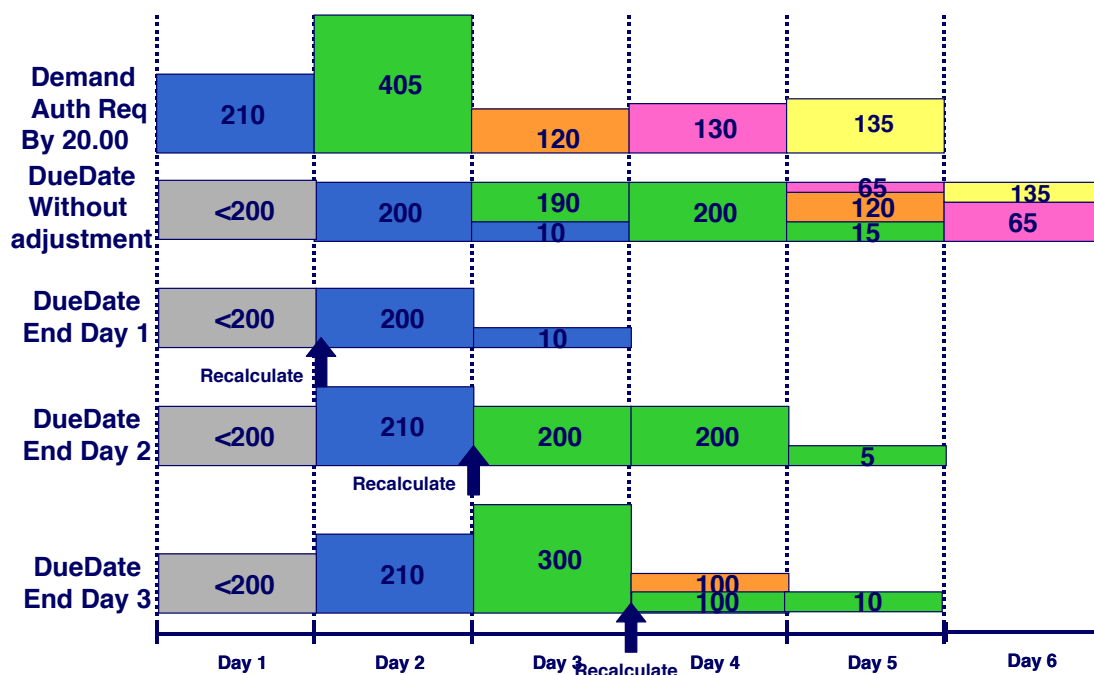 Demand
Auth Req
By 20.00
210
405
120
130
135
DueDate
Without
adjustment
<200
200
190
10
200
65
120
15
135
65
DueDate
End Day 1
<200
200
10
Recalculate
DueDate
End Day 2
<200
210
200
200
5
Recalculate
DueDate
End Day 3
<200
210
300
100
100
10
Recalculate
Day 1
Day 2
Day 3
Day 4
Day 5
Day 6